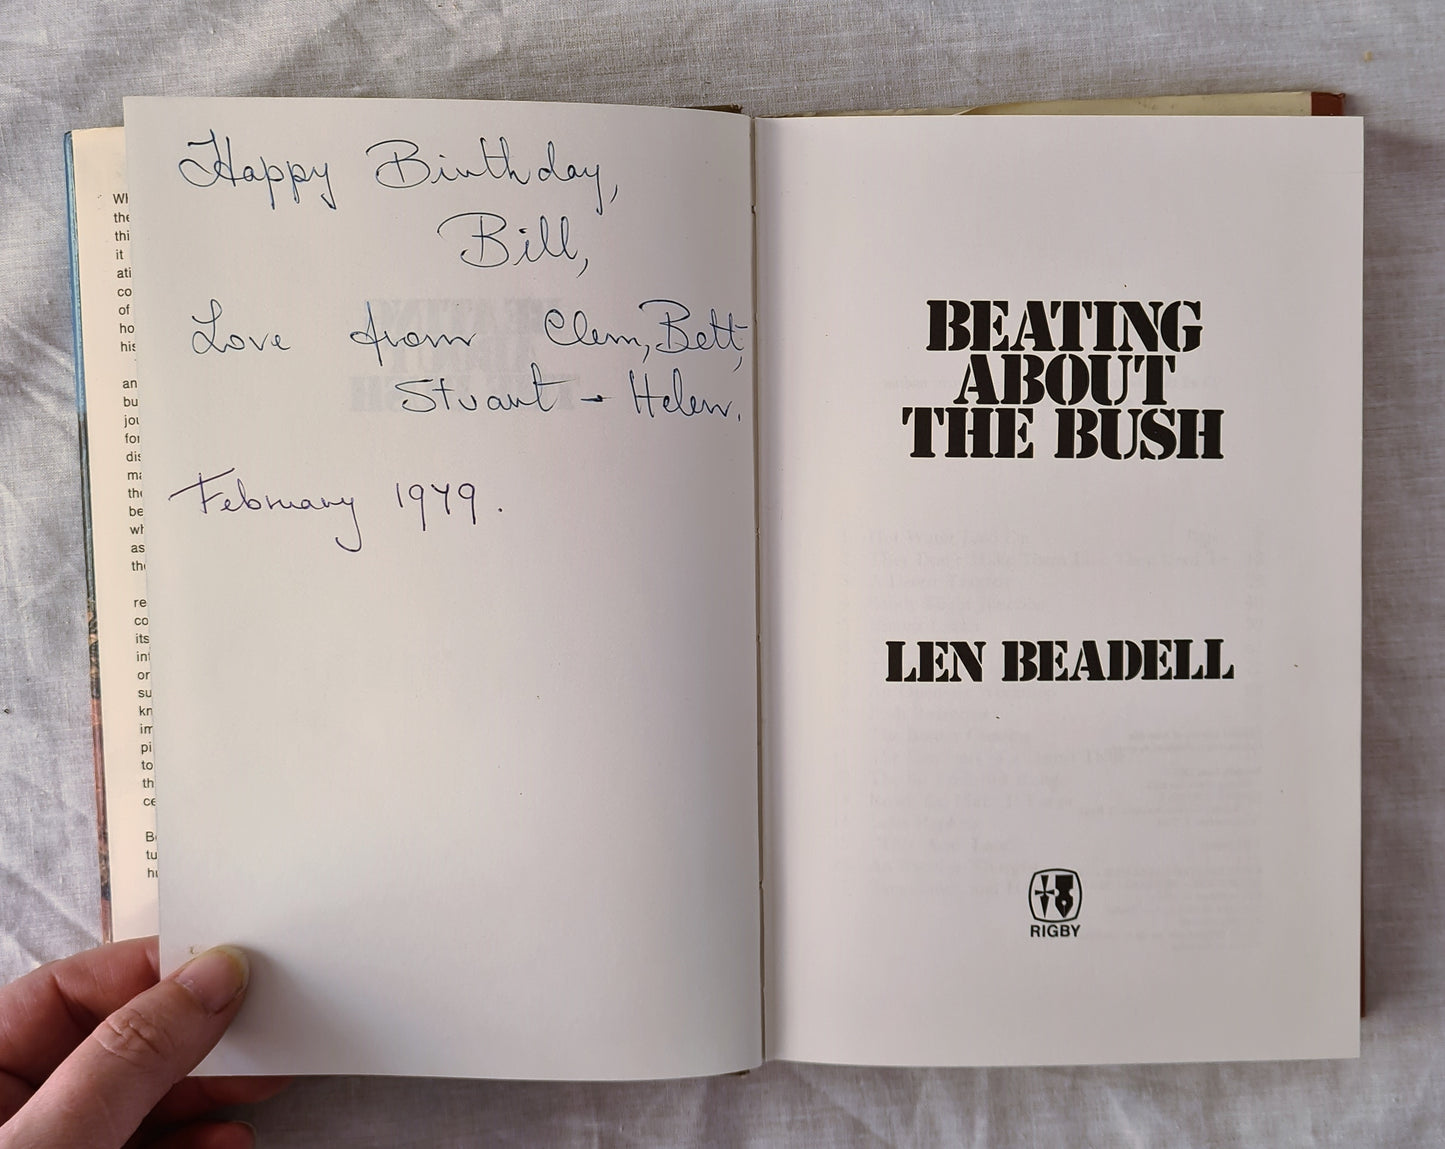 Happy Birthday,
Bill,
Love from Clem, Bett,
Stuart - Helen.
February 1979.
BEATING
ABOUT
THE BUSH
LEN BEADELL
RIGBY